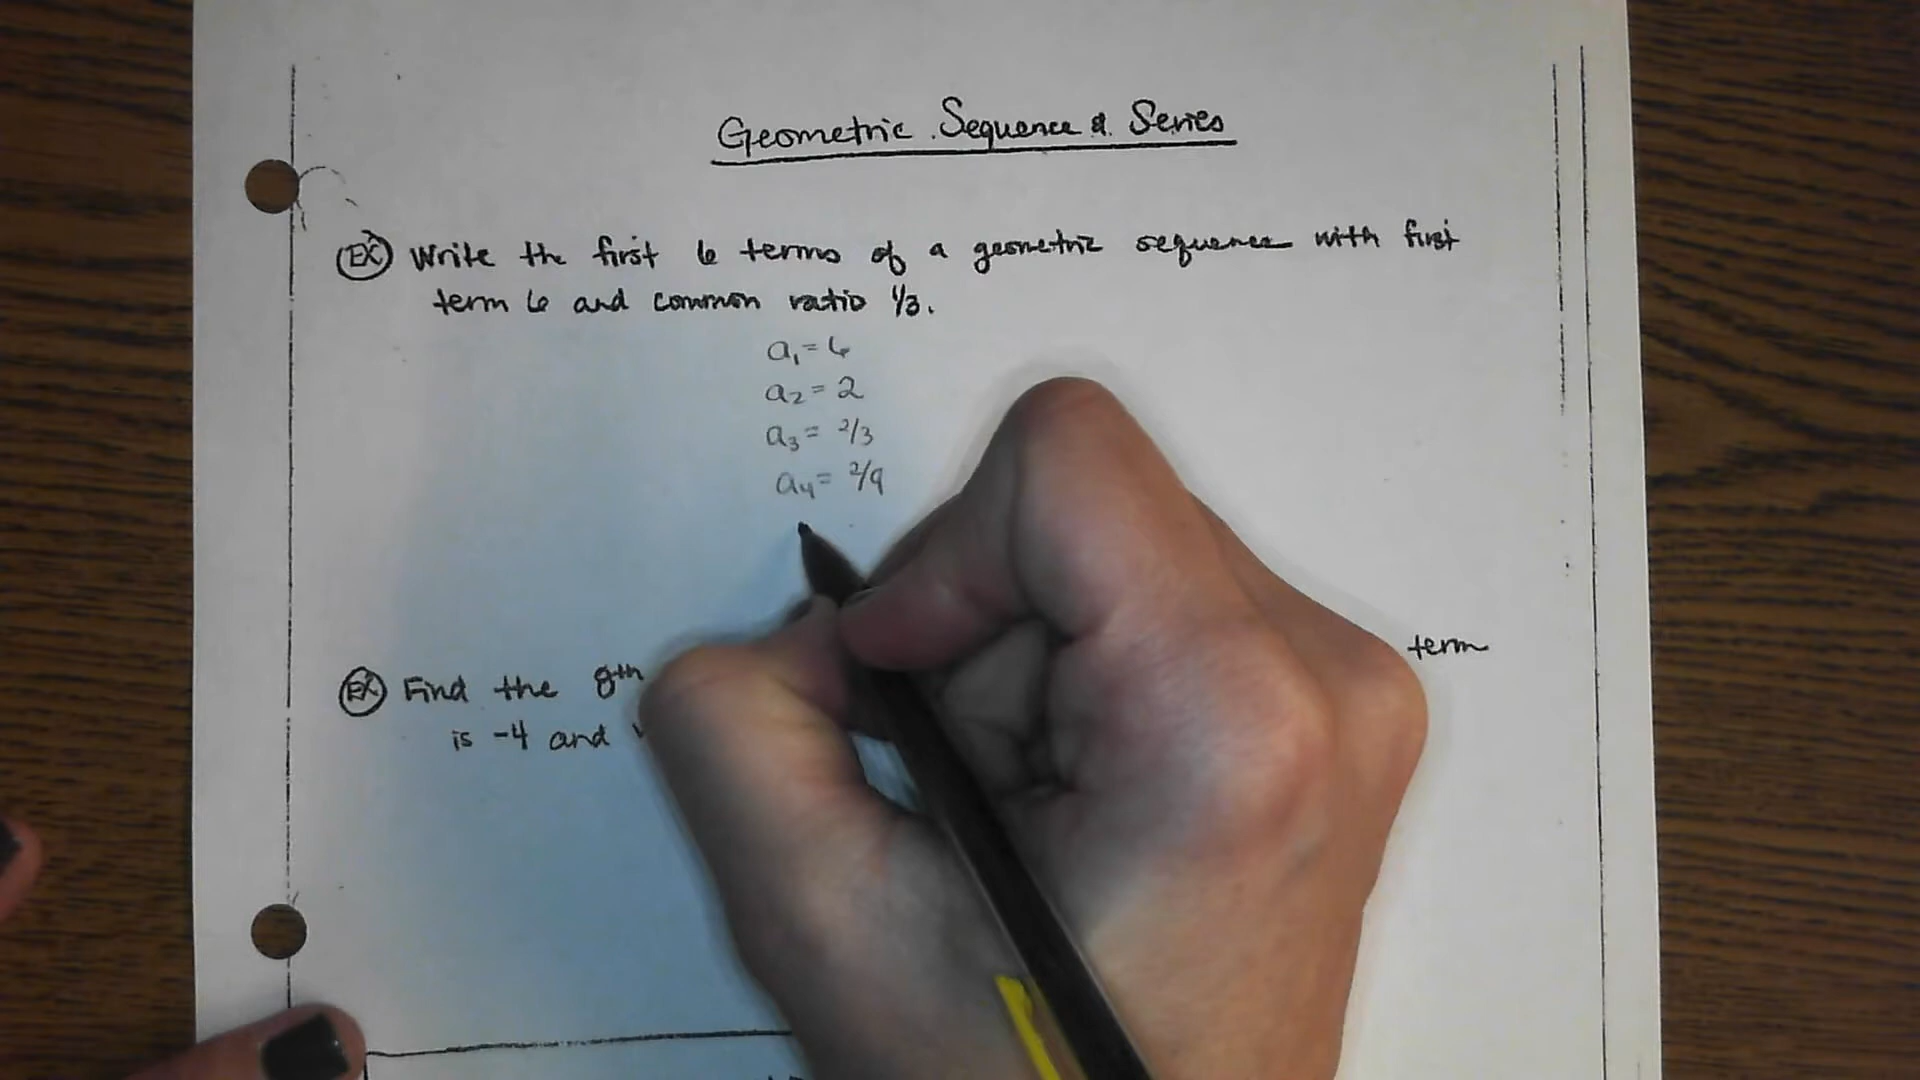 Geometric Sequence & Series
EX Write the first 6 terms of a geometric sequence with first
term 6 and common ratio 1/3.
a₁ = 6
a₂ = 2
a₃ = 2/3
a₄ = 2/9
EX Find the 8th term
is -4 and